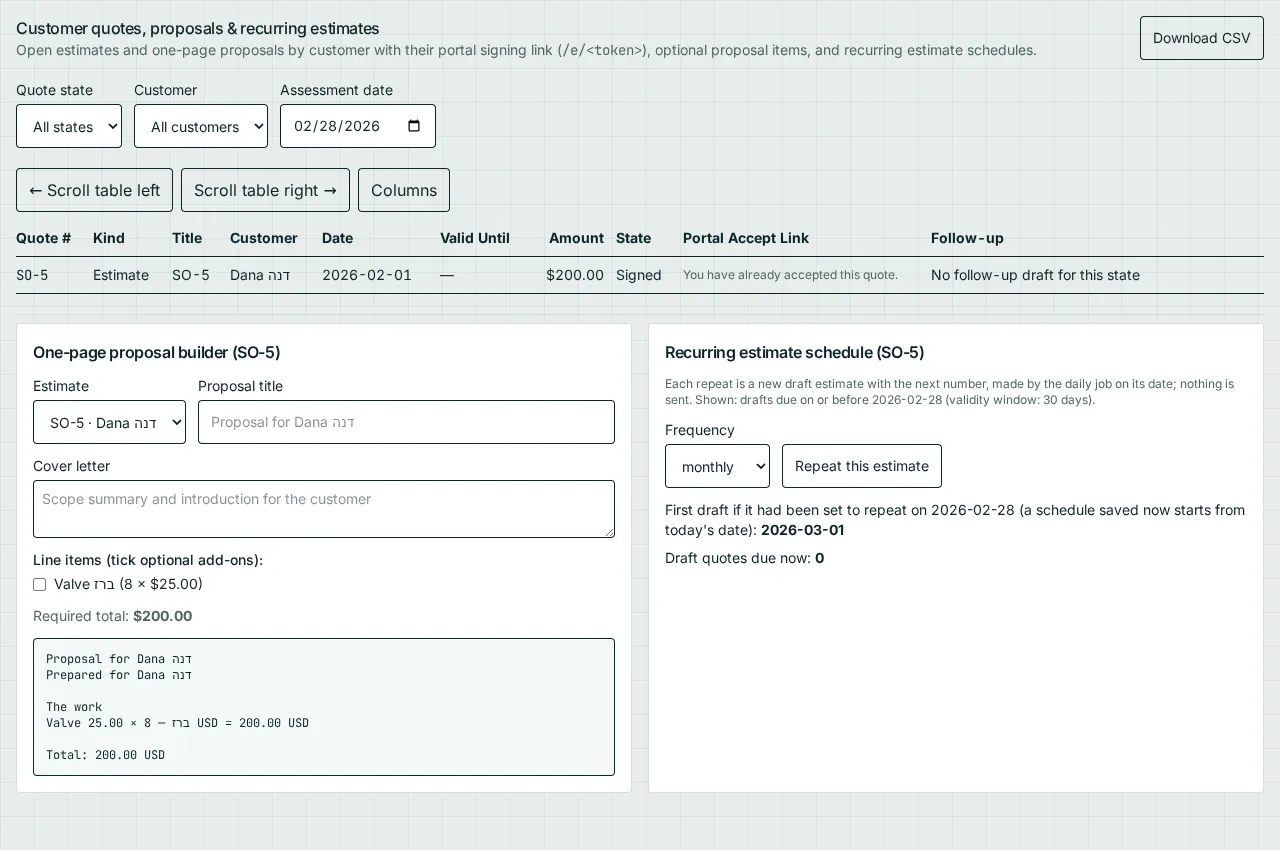 Customer quotes, proposals & recurring estimates
Open estimates and one-page proposals by customer with their portal signing link (/e/<token>), optional proposal items, and recurring estimate schedules.
Download CSV
Quote state
Customer
Assessment date
All states
All customers
02/28/2026
← Scroll table left
Scroll table right →
Columns
Quote # Kind Title Customer Date Valid Until Amount State Portal Accept Link Follow-up
SO-5 Estimate SO-5 Dana דנה 2026-02-01 — $200.00 Signed You have already accepted this quote. No follow-up draft for this state
One-page proposal builder (SO-5)
Estimate
Proposal title
SO-5 · Dana דנה
Proposal for Dana דנה
Cover letter
Scope summary and introduction for the customer
Line items (tick optional add-ons):
Valve ברז (8 × $25.00)
Required total: $200.00
Proposal for Dana דנה
Prepared for Dana דנה
The work
Valve 25.00 × 8 — ברז USD = 200.00 USD
Total: 200.00 USD
Recurring estimate schedule (SO-5)
Each repeat is a new draft estimate with the next number, made by the daily job on its date; nothing is
sent. Shown: drafts due on or before 2026-02-28 (validity window: 30 days).
Frequency
monthly
Repeat this estimate
First draft if it had been set to repeat on 2026-02-28 (a schedule saved now starts from
today's date): 2026-03-01
Draft quotes due now: 0